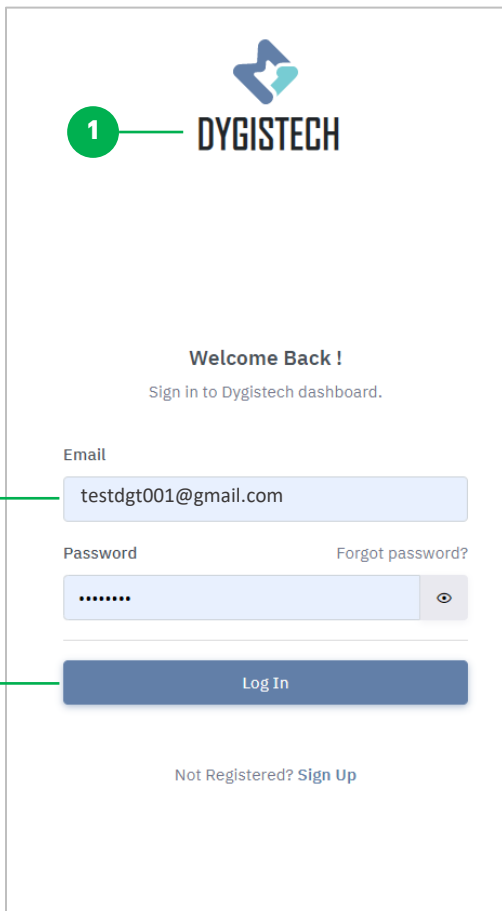 1
DYGISTECH
Welcome Back !
Sign in to Dygistech dashboard.
Email
testdgt001@gmail.com
Password Forgot password?
••••••••
Log In
Not Registered? Sign Up